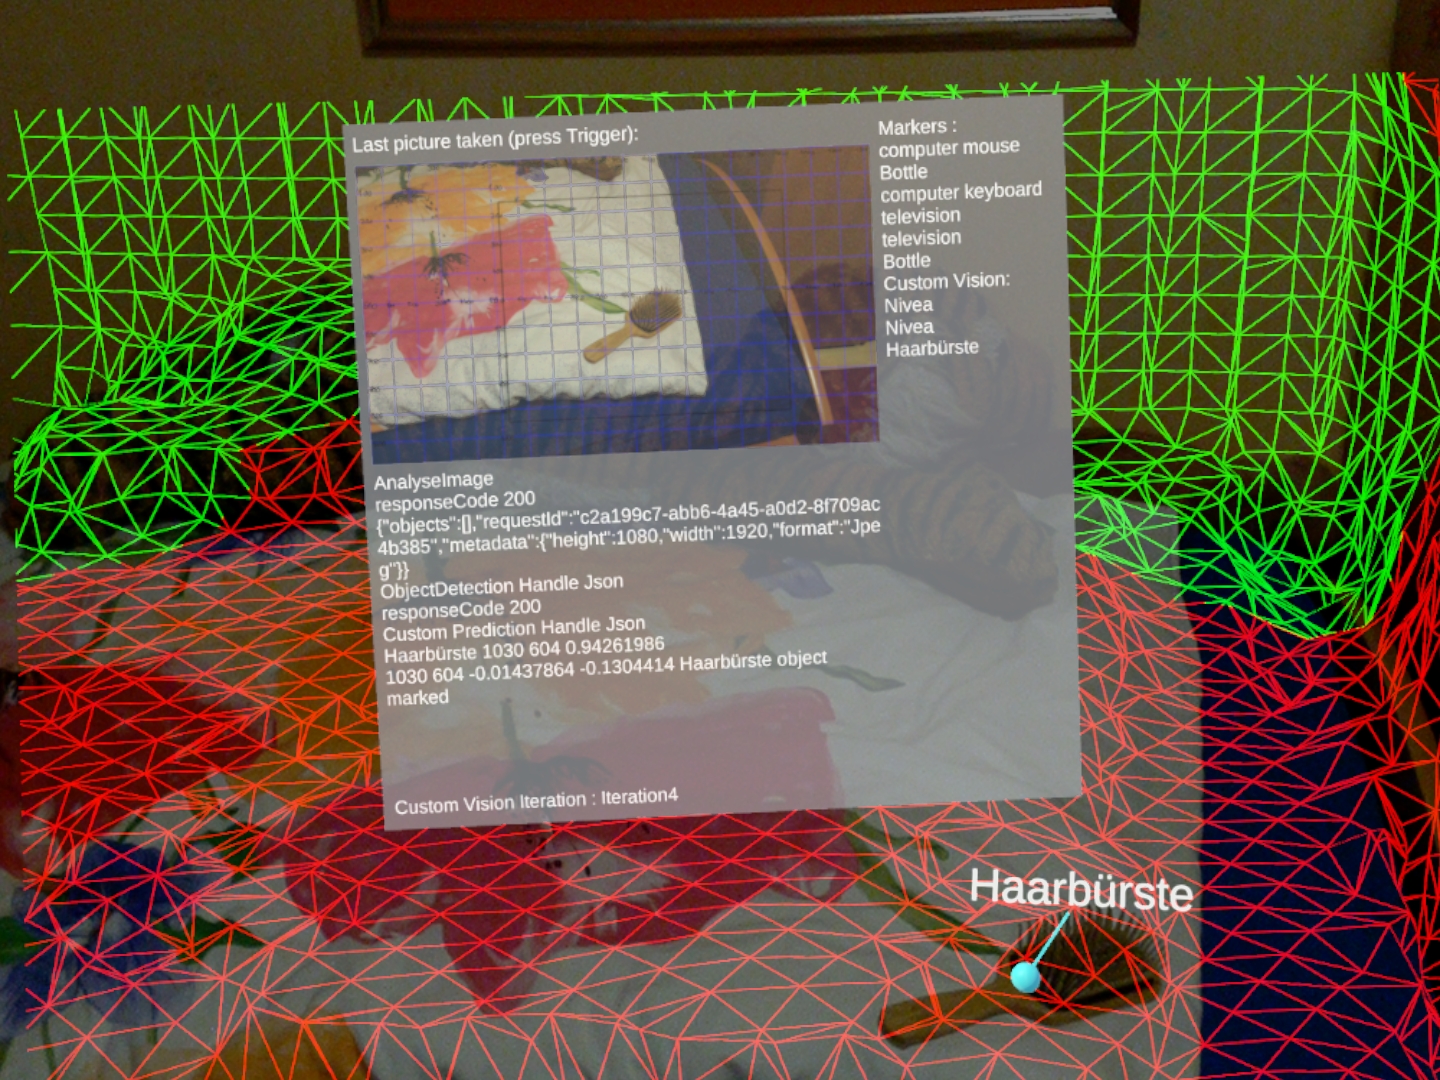 Last picture taken (press Trigger):
Markers :
computer mouse
Bottle
computer keyboard
television
television
Bottle
Custom Vision:
Nivea
Nivea
Haarbürste
AnalyseImage
responseCode 200
{"objects":[],"requestId":"c2a199c7-abb6-4a45-a0d2-8f709ac
4b385","metadata":{"height":1080,"width":1920,"format":"Jpe
g"}}
ObjectDetection Handle Json
responseCode 200
Custom Prediction Handle Json
Haarbürste 1030 604 0.94261986
1030 604 -0.01437864 -0.1304414 Haarbürste object
marked
Custom Vision Iteration : Iteration4
Haarbürste